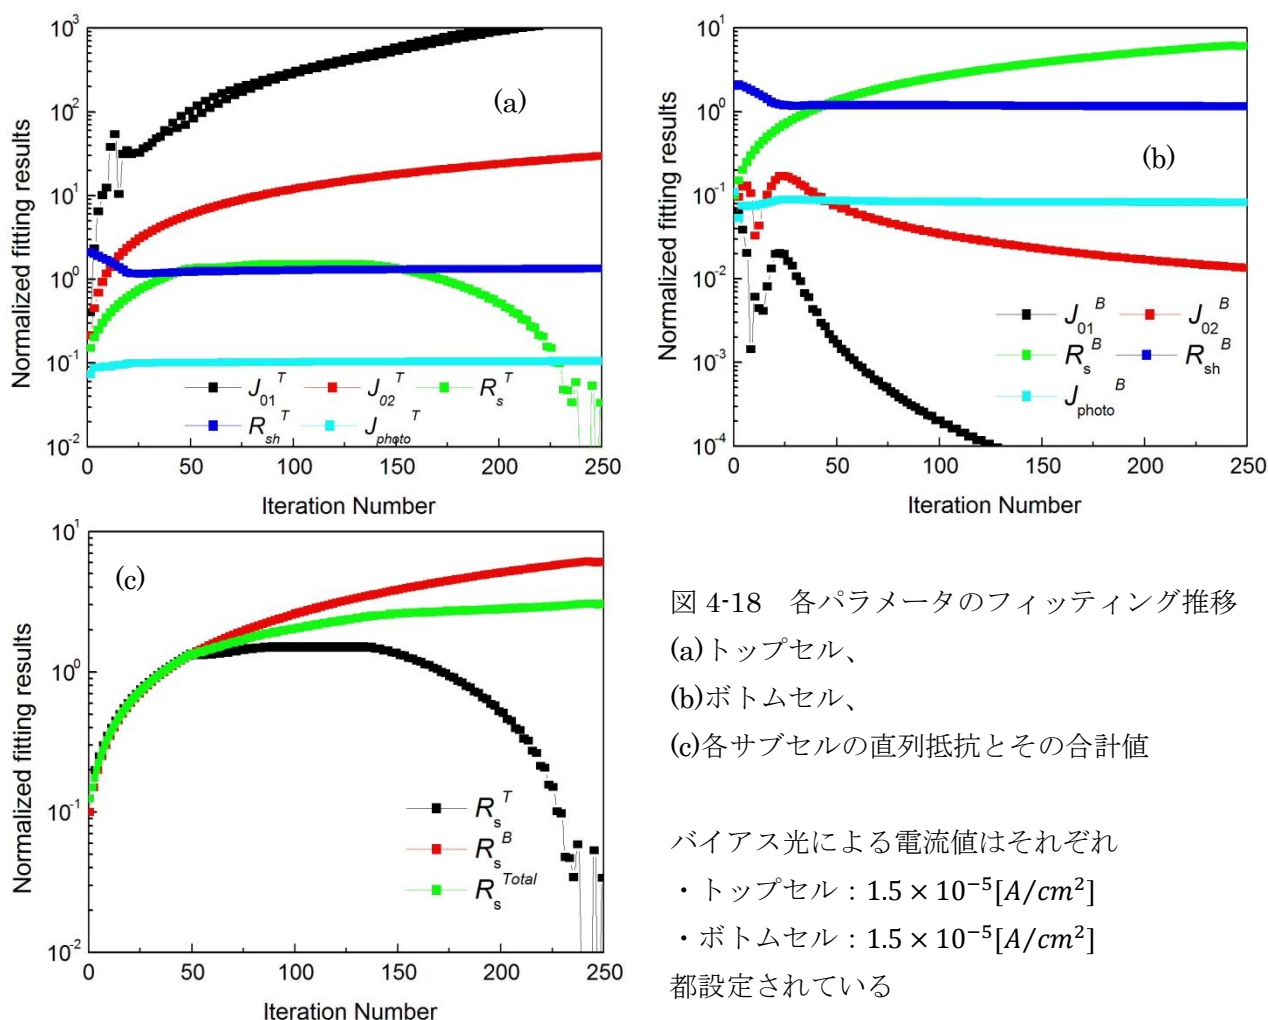 Normalized fitting results
10³
10²
10¹
10⁰
10⁻¹
10⁻²
(a)
J₀₁ᵀ J₀₂ᵀ Rₛᵀ
Rₛₕᵀ J_photoᵀ
0 50 100 150 200 250
Iteration Number
Normalized fitting results
10¹
10⁰
10⁻¹
10⁻²
10⁻³
10⁻⁴
(b)
J₀₁ᴮ J₀₂ᴮ
Rₛᴮ Rₛₕᴮ
J_photoᴮ
0 50 100 150 200 250
Iteration Number
Normalized fitting results
10¹
10⁰
10⁻¹
10⁻²
(c)
Rₛᵀ
Rₛᴮ
Rₛᵀᵒᵗᵃˡ
0 50 100 150 200 250
Iteration Number
図 4-18 各パラメータのフィッティング推移
(a)トップセル、
(b)ボトムセル、
(c)各サブセルの直列抵抗とその合計値
バイアス光による電流値はそれぞれ
・トップセル：1.5 × 10⁻⁵[A/cm²]
・ボトムセル：1.5 × 10⁻⁵[A/cm²]
都設定されている